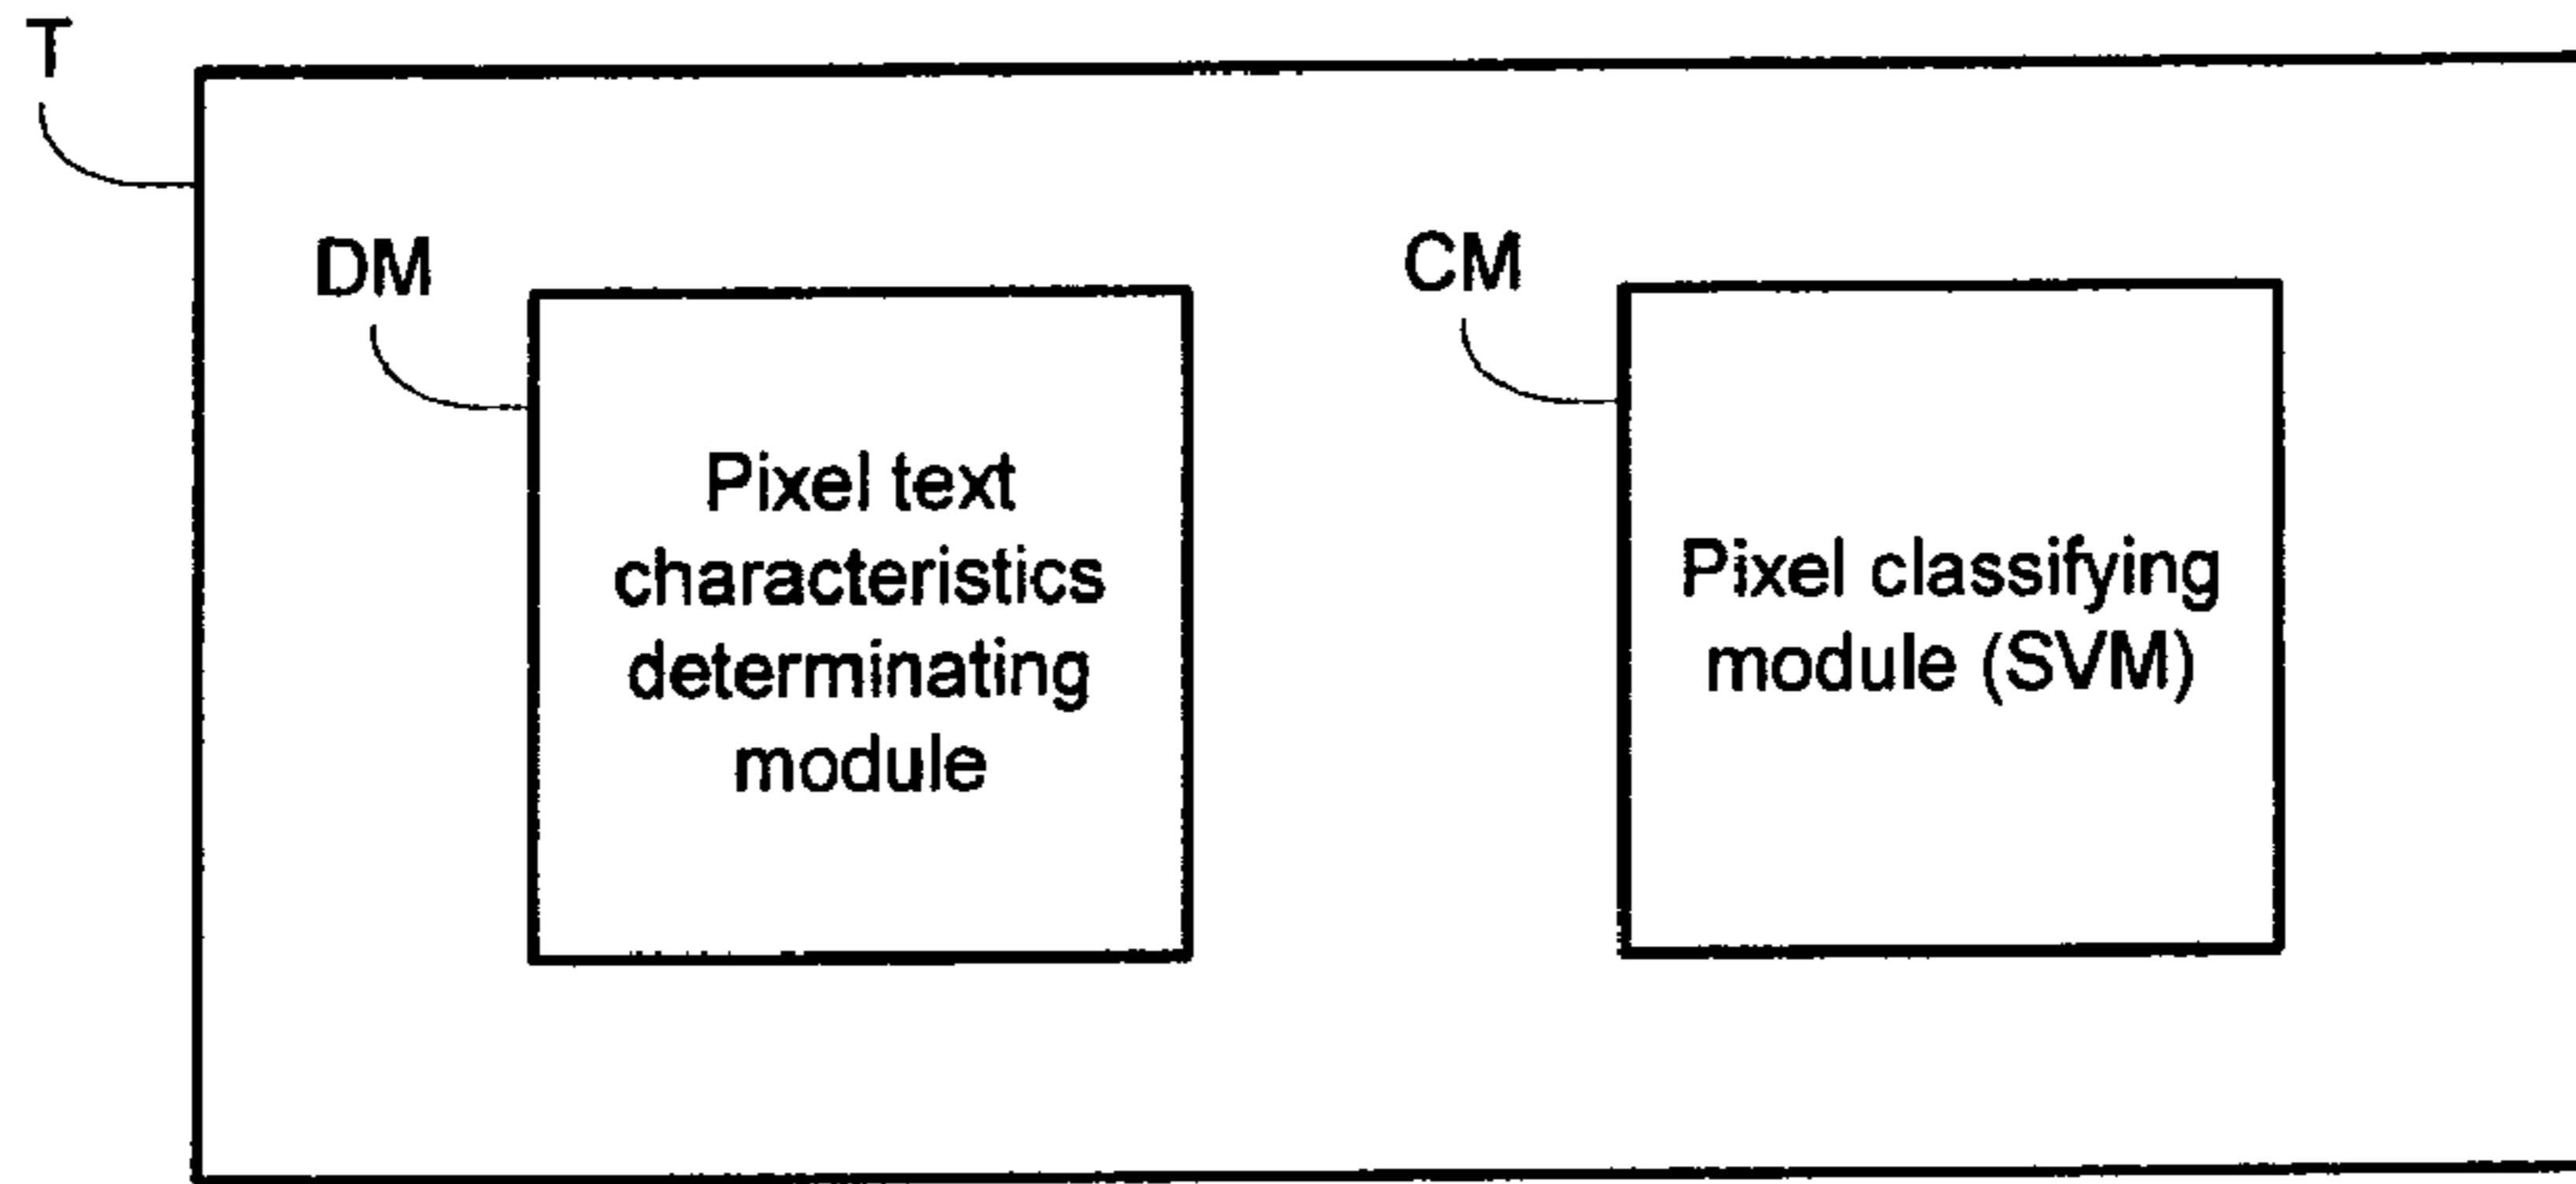 T
DM
CM
Pixel text
characteristics
determinating
module
Pixel classifying
module (SVM)